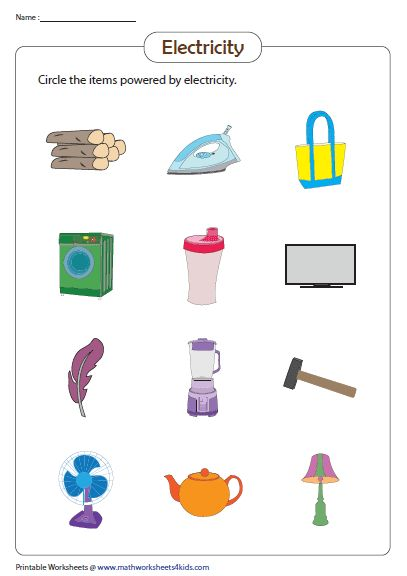 Name :
Electricity
Circle the items powered by electricity.
Printable Worksheets @ www.mathworksheets4kids.com